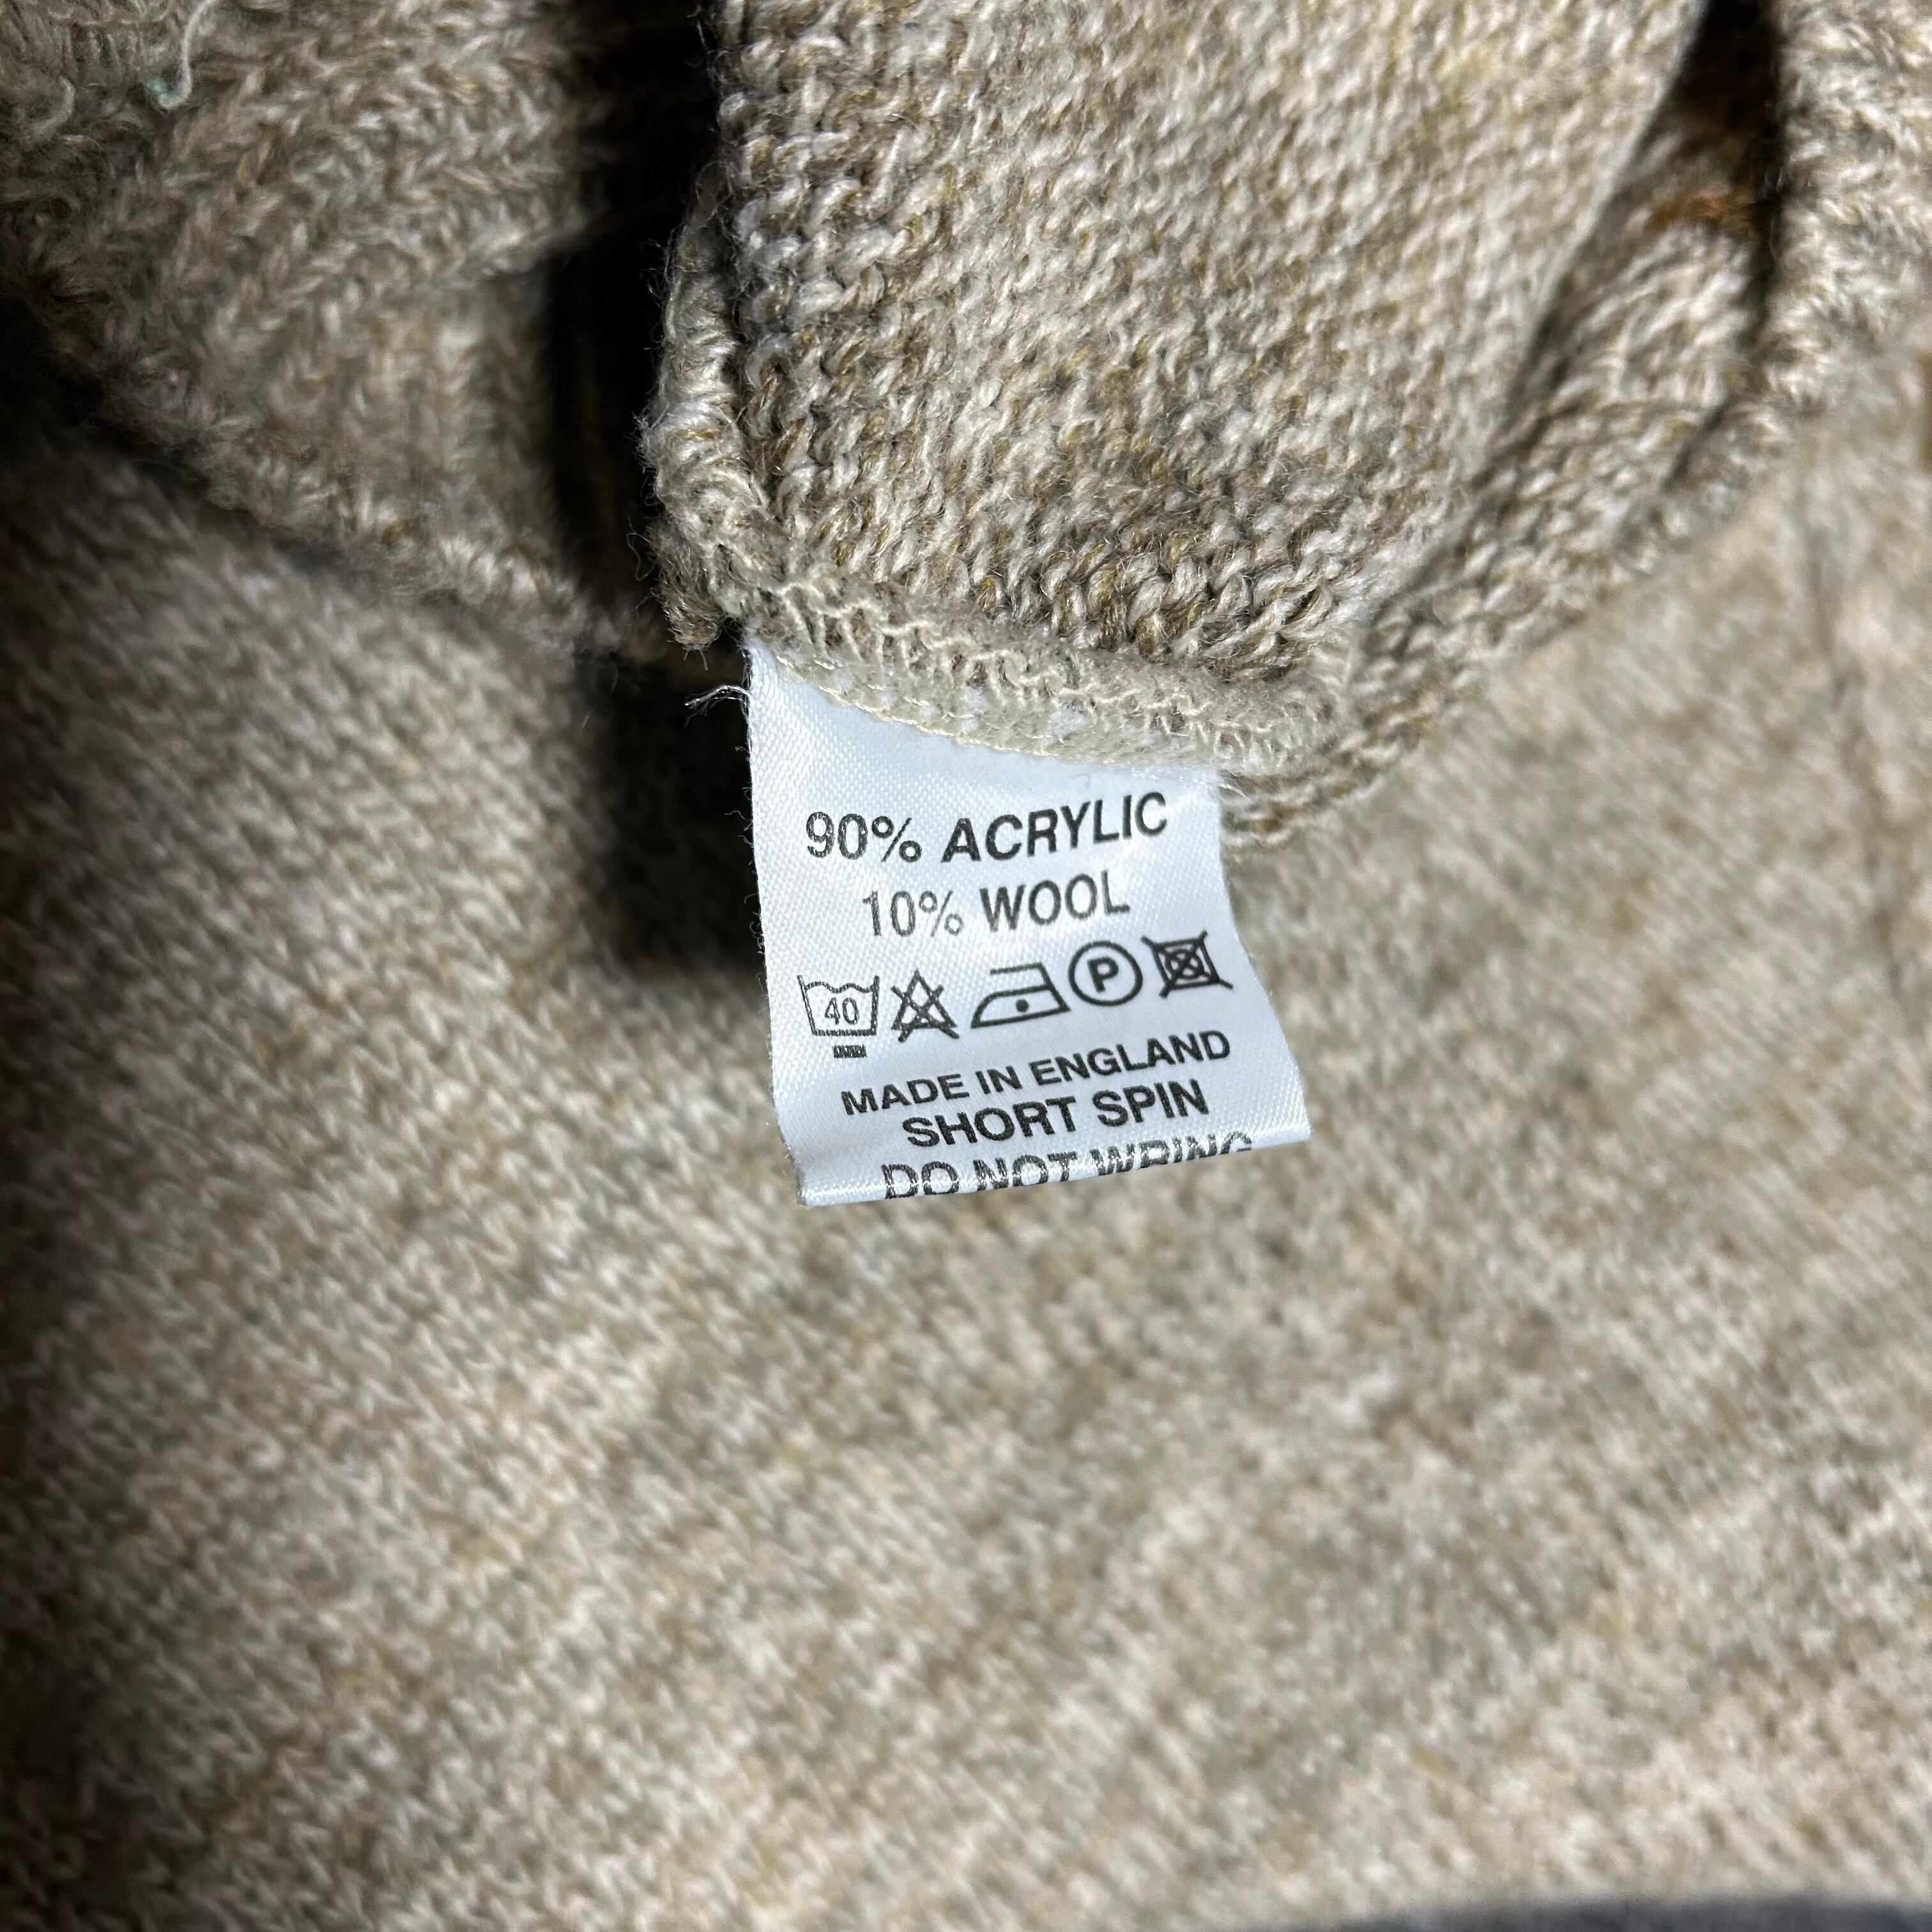 90% ACRYLIC
10% WOOL
40 P
MADE IN ENGLAND
SHORT SPIN
DO NOT WRING